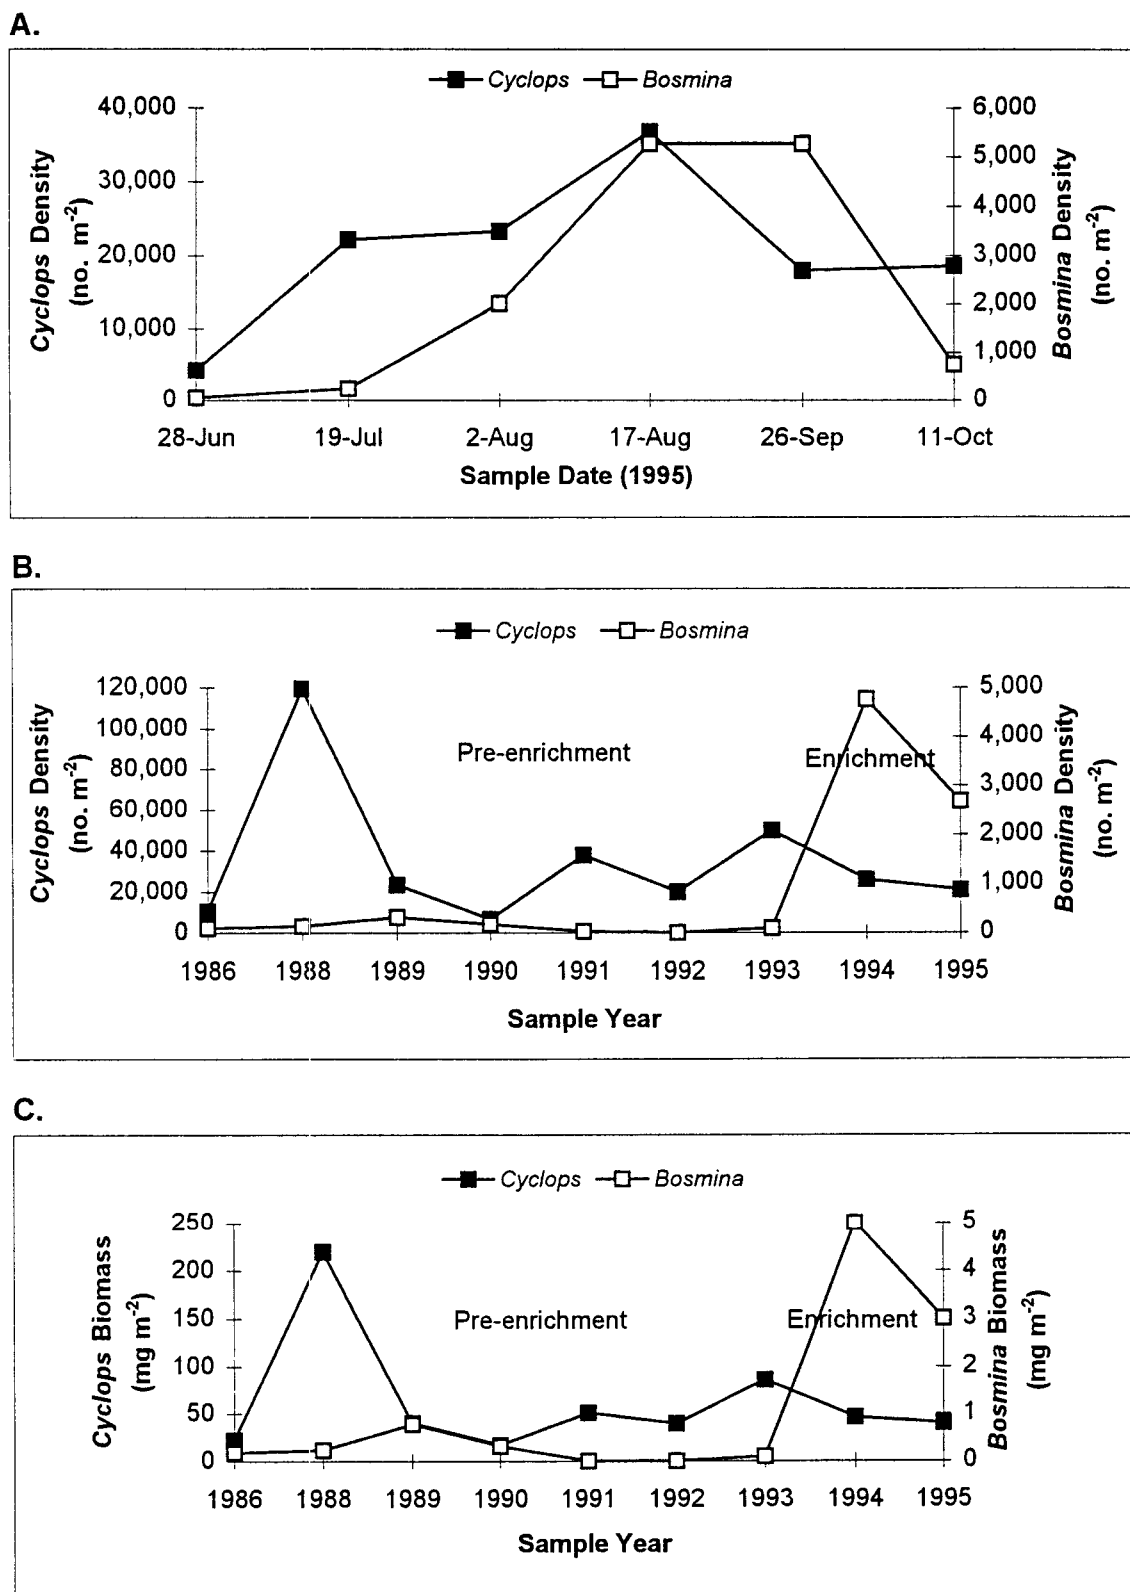 A.
Cyclops Bosmina
40,000
30,000
20,000
10,000
0
Cyclops Density
(no. m-2)
6,000
5,000
4,000
3,000
2,000
1,000
0
Bosmina Density
(no. m-2)
28-Jun 19-Jul 2-Aug 17-Aug 26-Sep 11-Oct
Sample Date (1995)
B.
Cyclops Bosmina
120,000
100,000
80,000
60,000
40,000
20,000
0
Cyclops Density
(no. m-2)
Pre-enrichment Enrichment
5,000
4,000
3,000
2,000
1,000
0
Bosmina Density
(no. m-2)
1986 1988 1989 1990 1991 1992 1993 1994 1995
Sample Year
C.
Cyclops Bosmina
250
200
150
100
50
0
Cyclops Biomass
(mg m-2)
Pre-enrichment Enrichment
5
4
3
2
1
0
Bosmina Biomass
(mg m-2)
1986 1988 1989 1990 1991 1992 1993 1994 1995
Sample Year